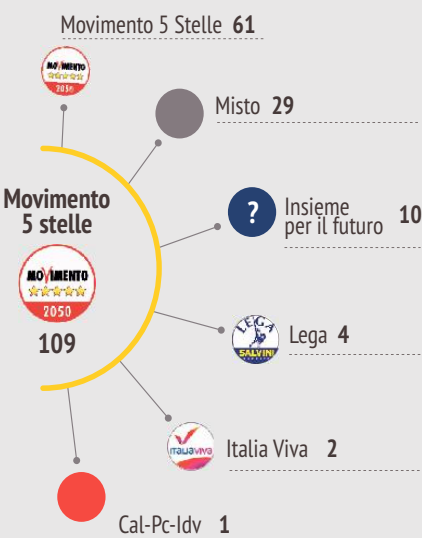 Movimento 5 Stelle 61
MOVIMENTO
2050
Misto 29
Movimento
5 stelle
MOVIMENTO
2050
109
?
Insieme
per il futuro 10
LEGA
SALVINI
Lega 4
ITALIAVIVA
Italia Viva 2
Cal-Pc-Idv 1